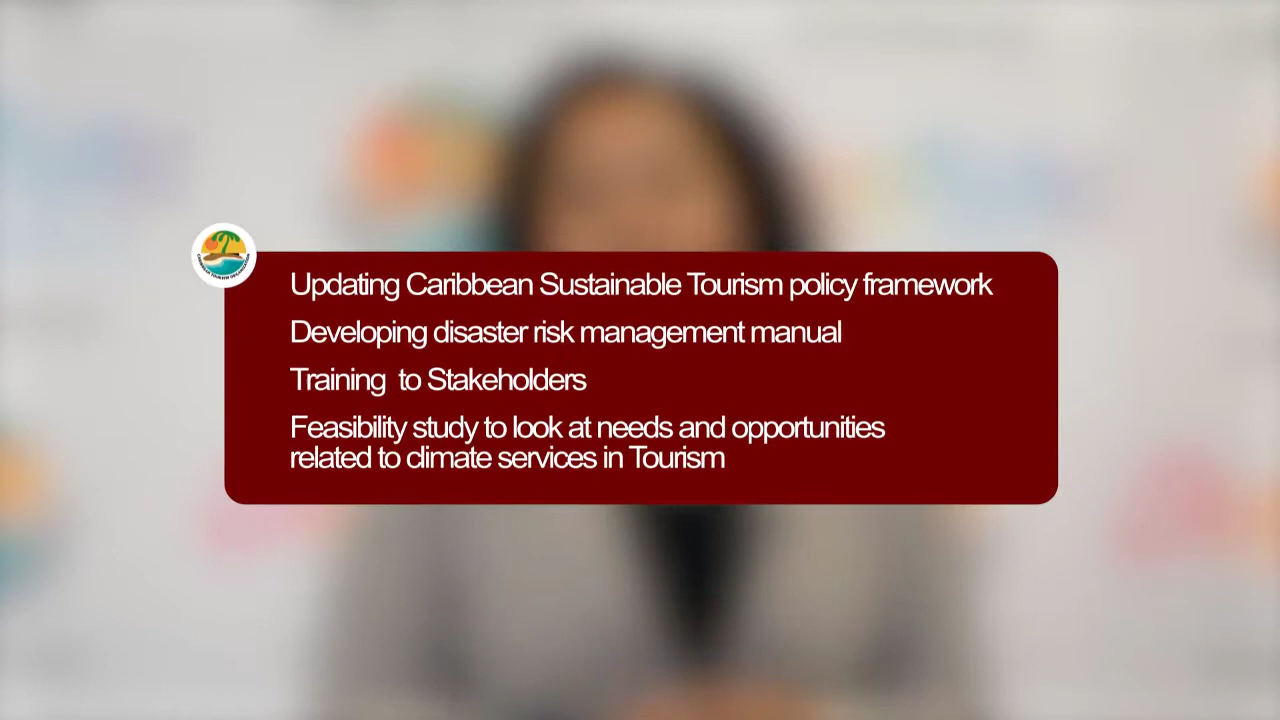 Updating Caribbean Sustainable Tourism policy framework
Developing disaster risk management manual
Training to Stakeholders
Feasibility study to look at needs and opportunities
related to climate services in Tourism